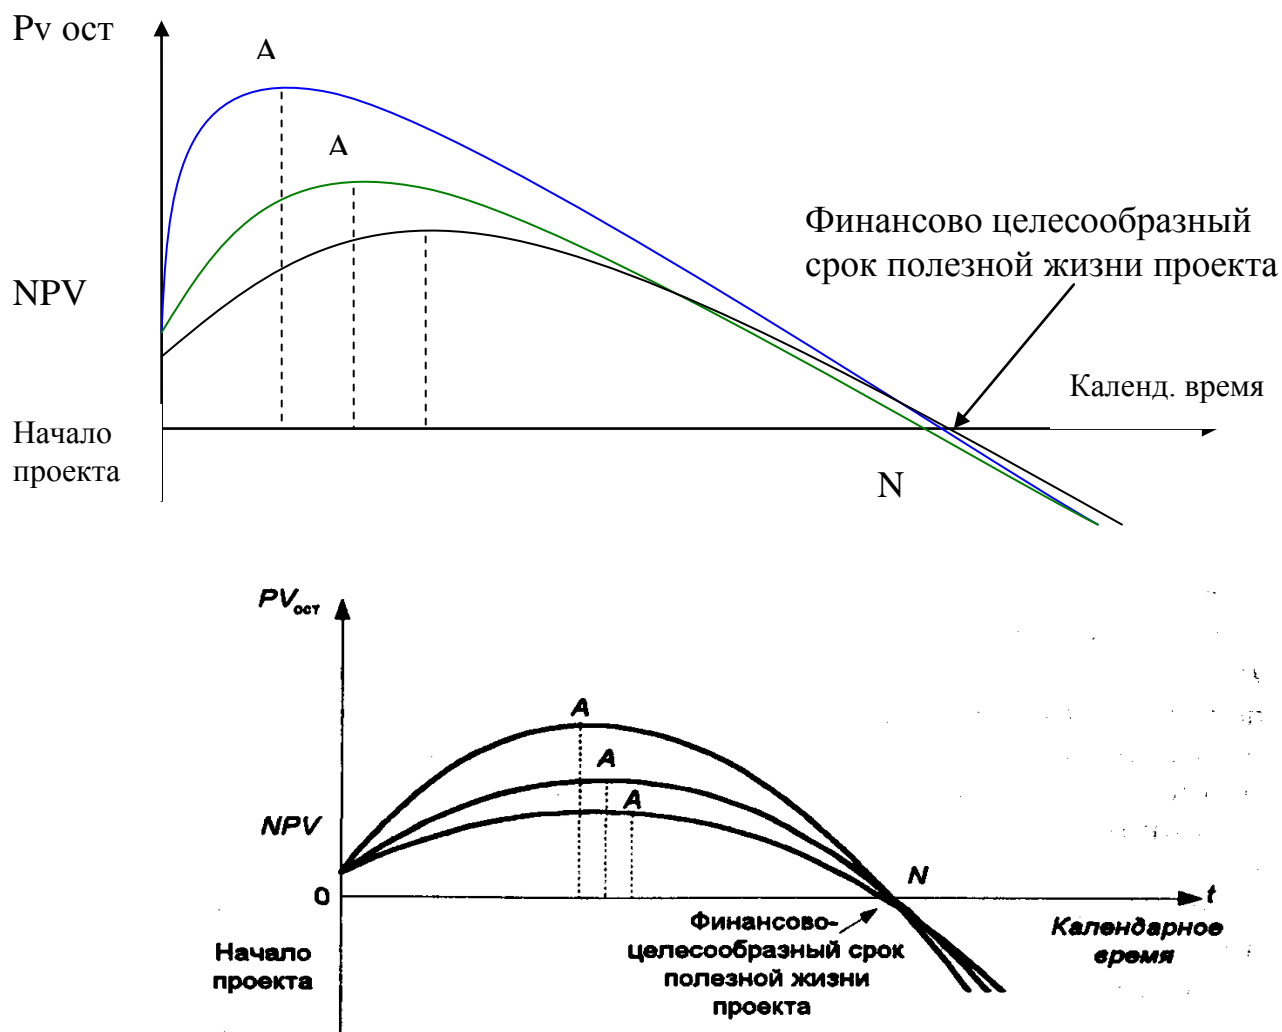 Pv ост
A
A
Финансово целесообразный
срок полезной жизни проекта
NPV
Календ. время
Начало
проекта
N
PVост
A
A
A
NPV
N
0
t
Финансово-
целесообразный срок
полезной жизни
проекта
Календарное
время
Начало
проекта